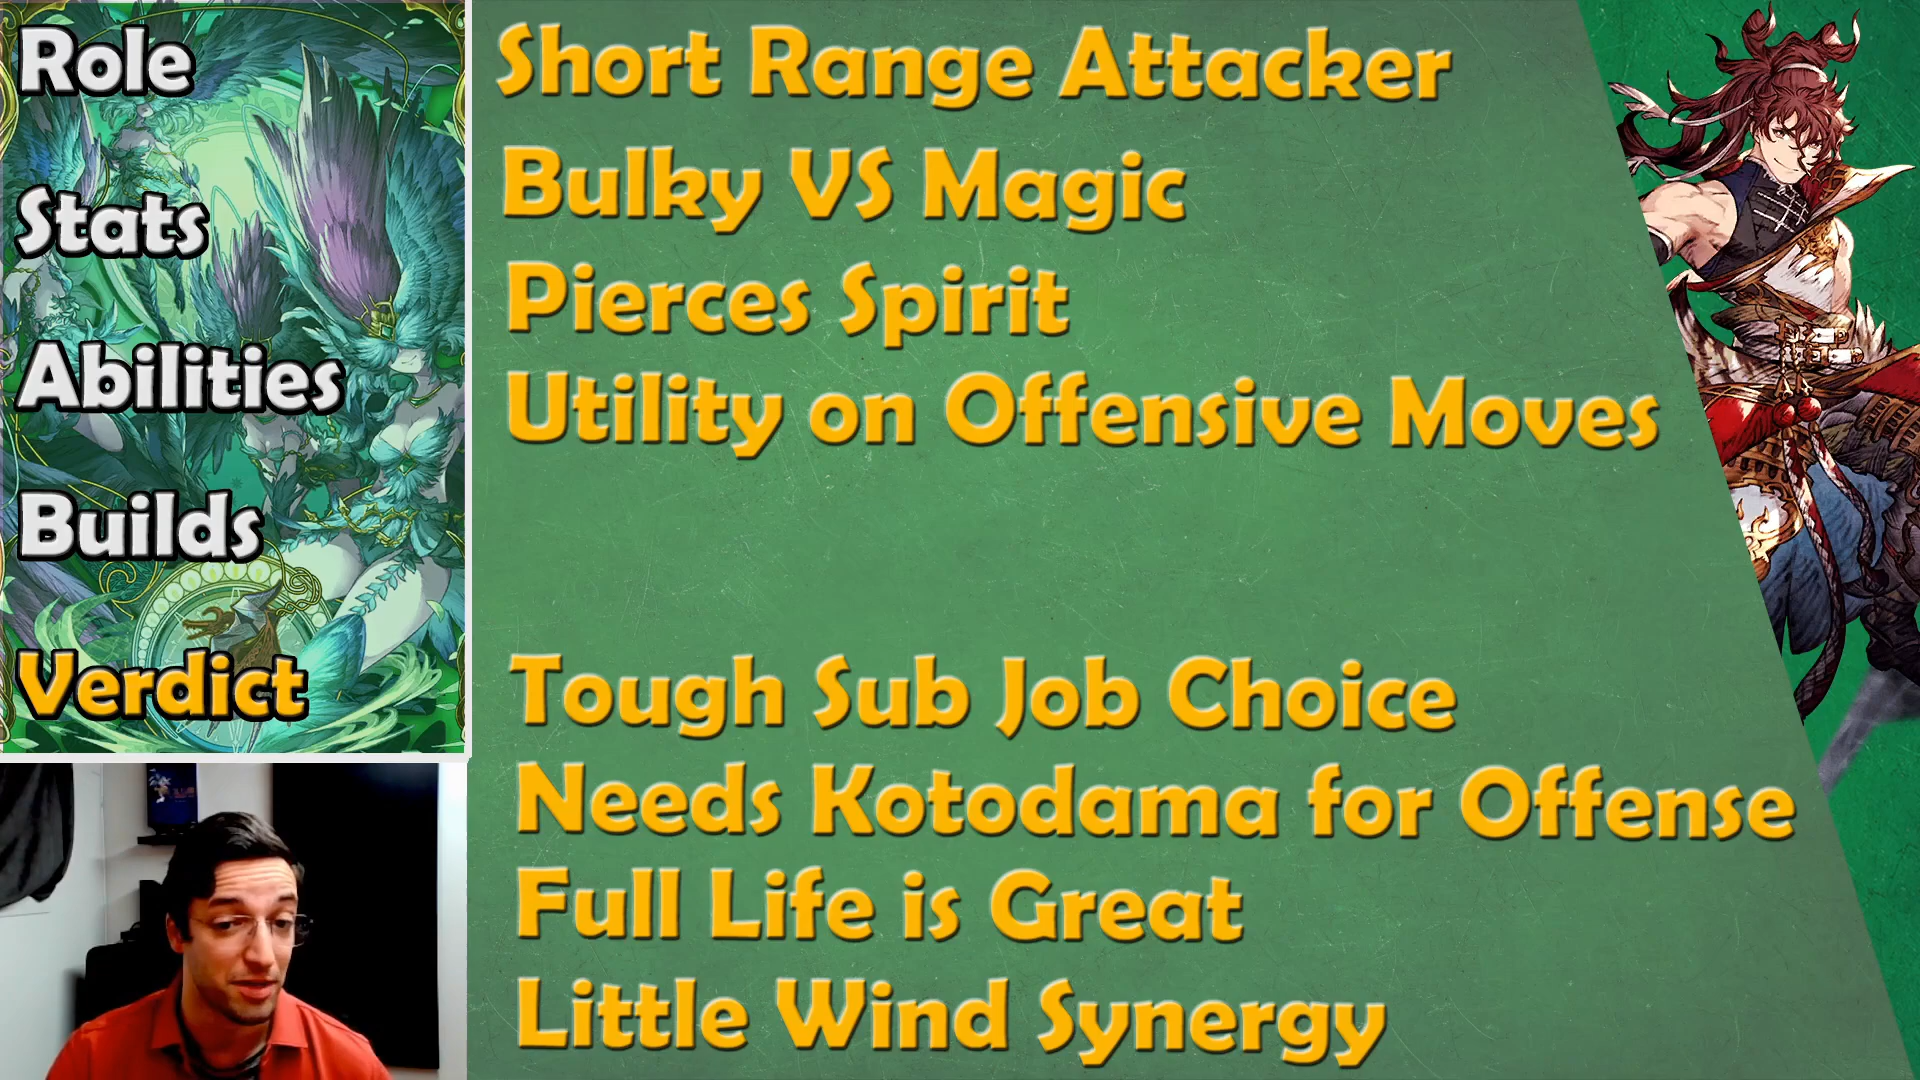 Role
Stats
Abilities
Builds
Verdict
Short Range Attacker
Bulky VS Magic
Pierces Spirit
Utility on Offensive Moves
Tough Sub Job Choice
Needs Kotodama for Offense
Full Life is Great
Little Wind Synergy